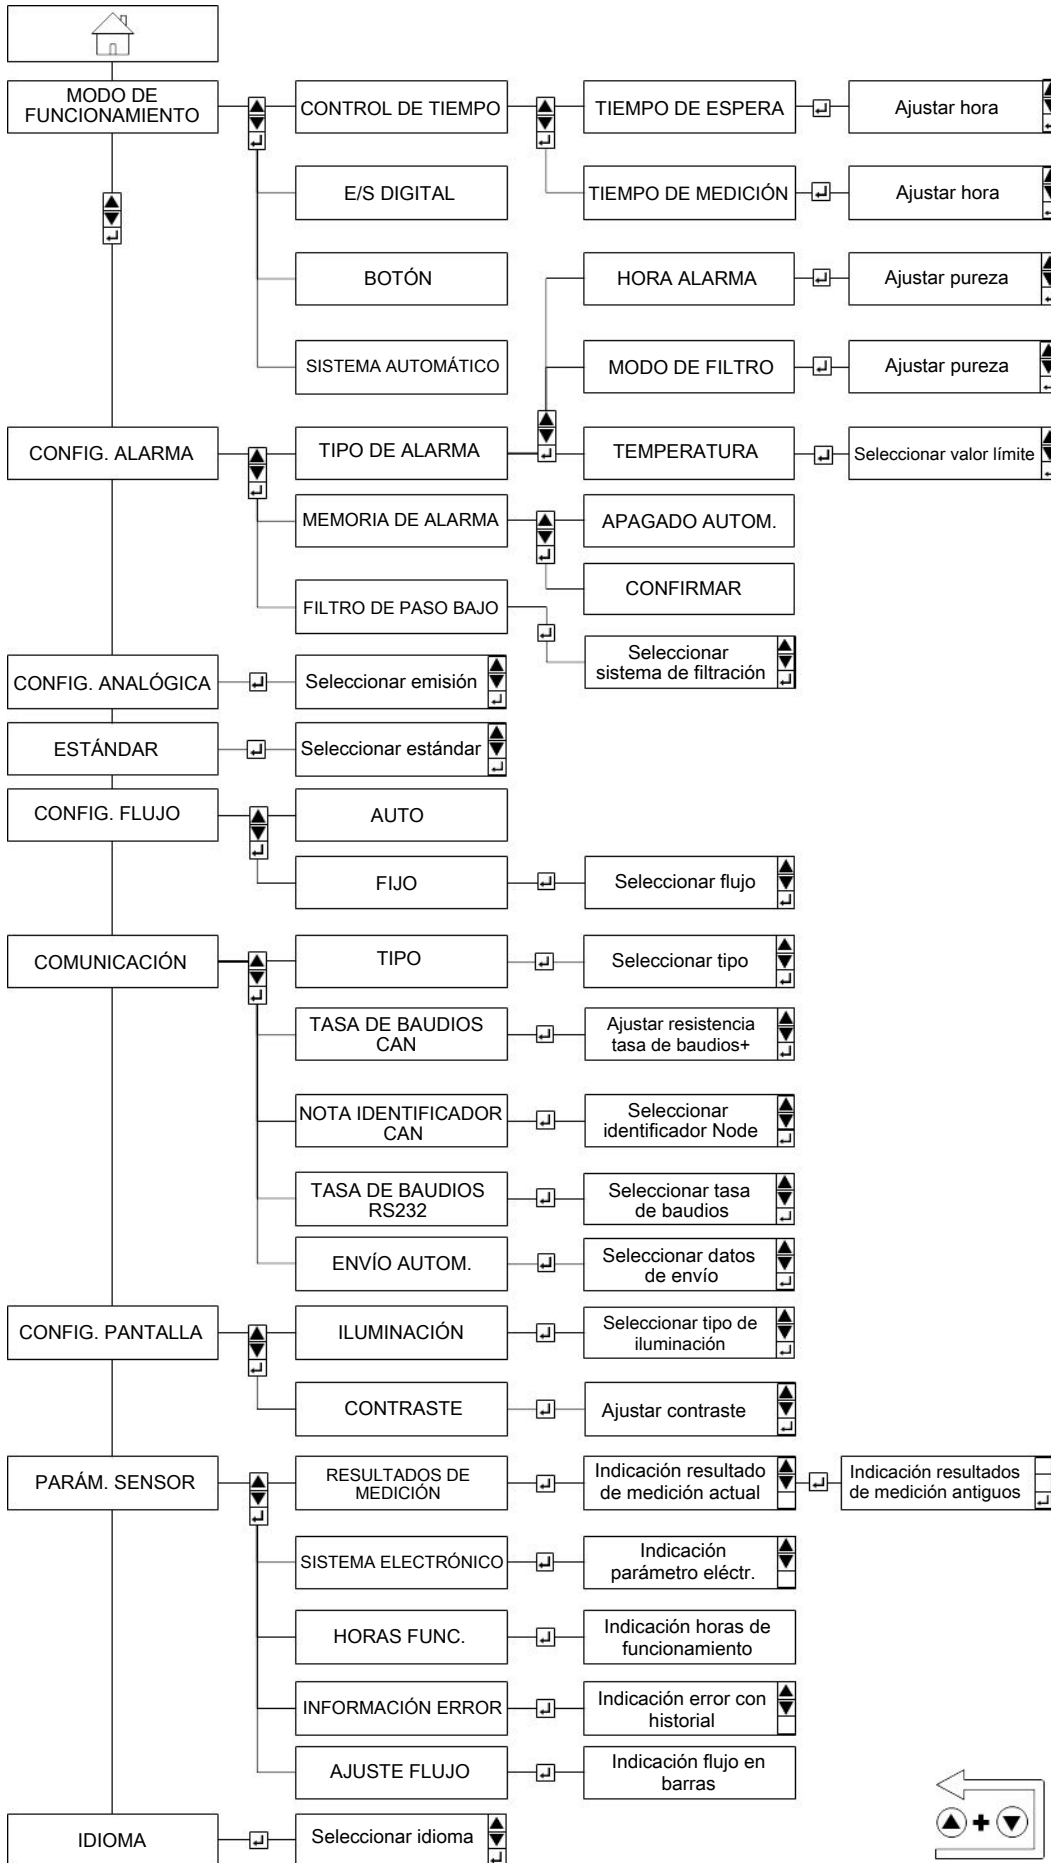 MODO DE
FUNCIONAMIENTO
CONTROL DE TIEMPO
TIEMPO DE ESPERA
Ajustar hora
E/S DIGITAL
TIEMPO DE MEDICIÓN
Ajustar hora
BOTÓN
HORA ALARMA
Ajustar pureza
SISTEMA AUTOMÁTICO
MODO DE FILTRO
Ajustar pureza
CONFIG. ALARMA
TIPO DE ALARMA
TEMPERATURA
Seleccionar valor límite
MEMORIA DE ALARMA
APAGADO AUTOM.
CONFIRMAR
FILTRO DE PASO BAJO
Seleccionar
sistema de filtración
CONFIG. ANALÓGICA
Seleccionar emisión
ESTÁNDAR
Seleccionar estándar
CONFIG. FLUJO
AUTO
FIJO
Seleccionar flujo
COMUNICACIÓN
TIPO
Seleccionar tipo
TASA DE BAUDIOS
CAN
Ajustar resistencia
tasa de baudios+
NOTA IDENTIFICADOR
CAN
Seleccionar
identificador Node
TASA DE BAUDIOS
RS232
Seleccionar tasa
de baudios
ENVÍO AUTOM.
Seleccionar datos
de envío
CONFIG. PANTALLA
ILUMINACIÓN
Seleccionar tipo de
iluminación
CONTRASTE
Ajustar contraste
PARÁM. SENSOR
RESULTADOS DE
MEDICIÓN
Indicación resultado
de medición actual
Indicación resultados
de medición antiguos
SISTEMA ELECTRÓNICO
Indicación
parámetro eléctr.
HORAS FUNC.
Indicación horas de
funcionamiento
INFORMACIÓN ERROR
Indicación error con
historial
AJUSTE FLUJO
Indicación flujo en
barras
IDIOMA
Seleccionar idioma
+